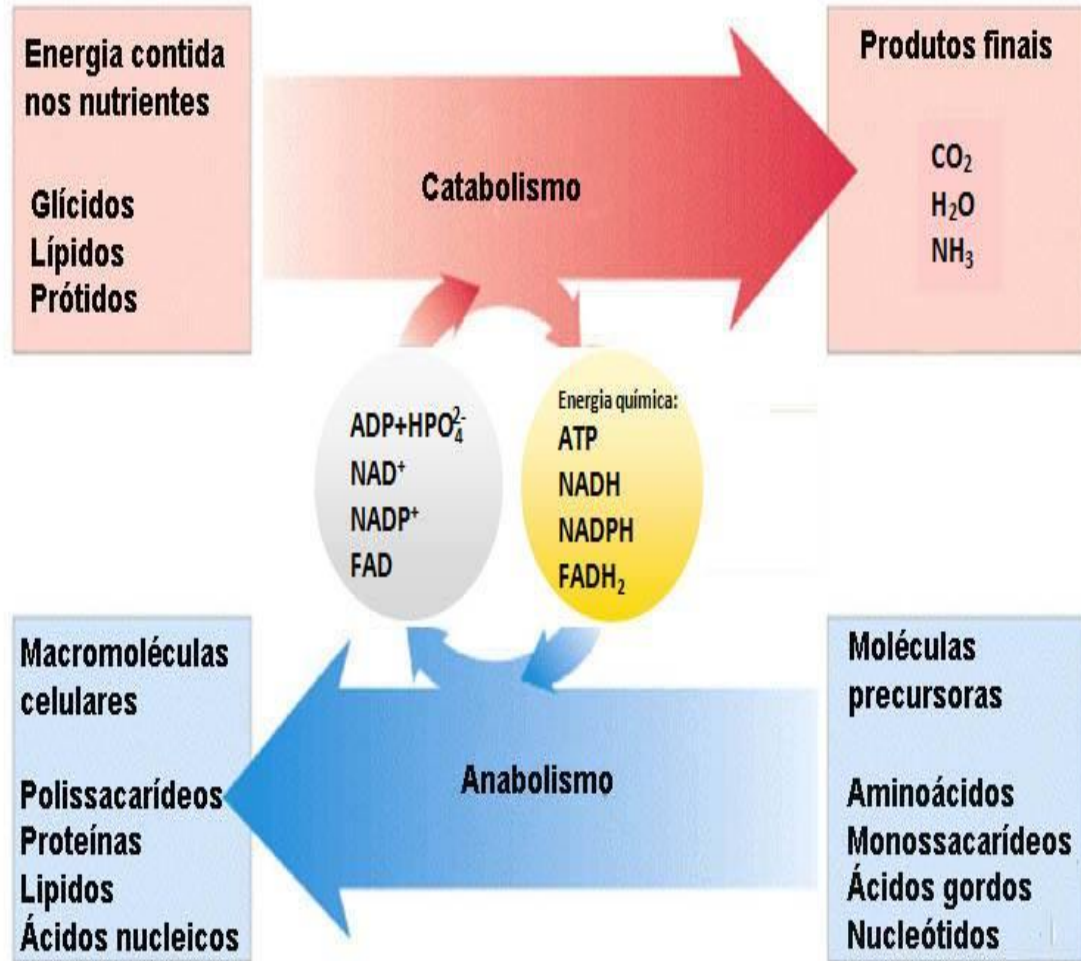 Energia contida
nos nutrientes
Glícidos
Lípidos
Prótidos
Catabolismo
Produtos finais
CO₂
H₂O
NH₃
ADP+HPO₄²⁻
NAD⁺
NADP⁺
FAD
Energia química:
ATP
NADH
NADPH
FADH₂
Macromoléculas
celulares
Polissacarídeos
Proteínas
Lipidos
Ácidos nucleicos
Anabolismo
Moléculas
precursoras
Aminoácidos
Monossacarídeos
Ácidos gordos
Nucleótidos